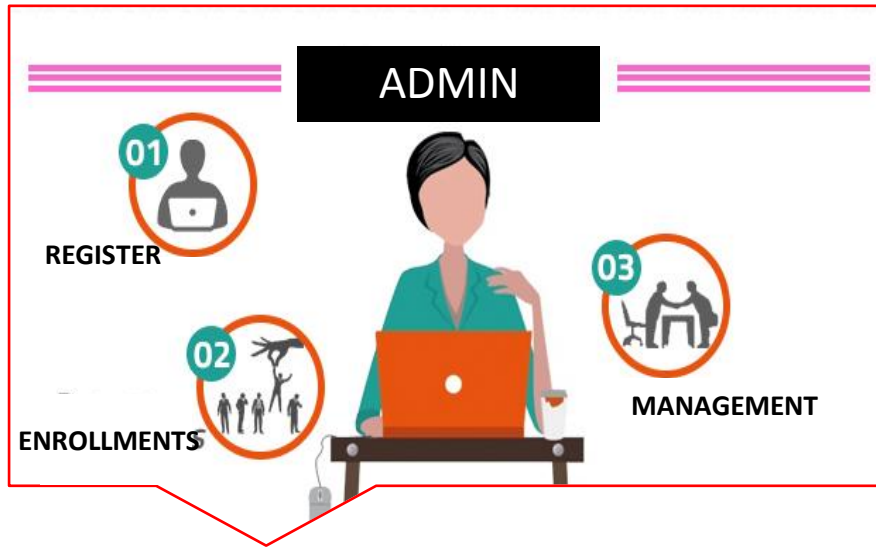 ADMIN
01
REGISTER
02
ENROLLMENTS
03
MANAGEMENT